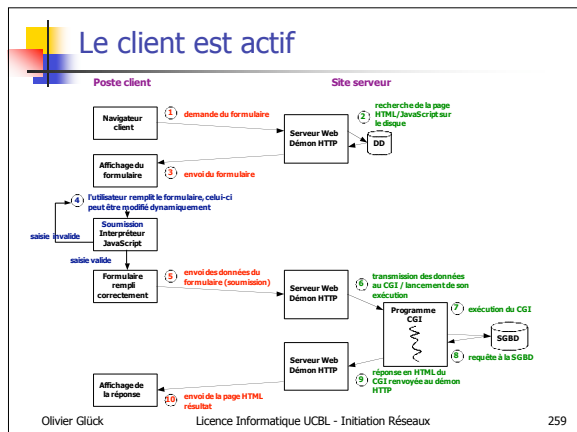 Le client est actif
Poste client
Site serveur
Navigateur
client
1 demande du formulaire
Serveur Web
Démon HTTP
2 recherche de la page
HTML/JavaScript sur
le disque
DD
Affichage du
formulaire
3 envoi du formulaire
4 l'utilisateur remplit le formulaire, celui-ci
peut être modifié dynamiquement
Soumission
Interpréteur
JavaScript
saisie invalide
saisie valide
Formulaire
rempli
correctement
5 envoi des données du
formulaire (soumission)
Serveur Web
Démon HTTP
6 transmission des données
au CGI / lancement de son
exécution
Programme
CGI
7 exécution du CGI
SGBD
8 requête à la SGBD
Serveur Web
Démon HTTP
9 réponse en HTML du
CGI renvoyée au démon
HTTP
Affichage de
la réponse
10 envoi de la page HTML
résultat
Olivier Glück
Licence Informatique UCBL - Initiation Réseaux
259